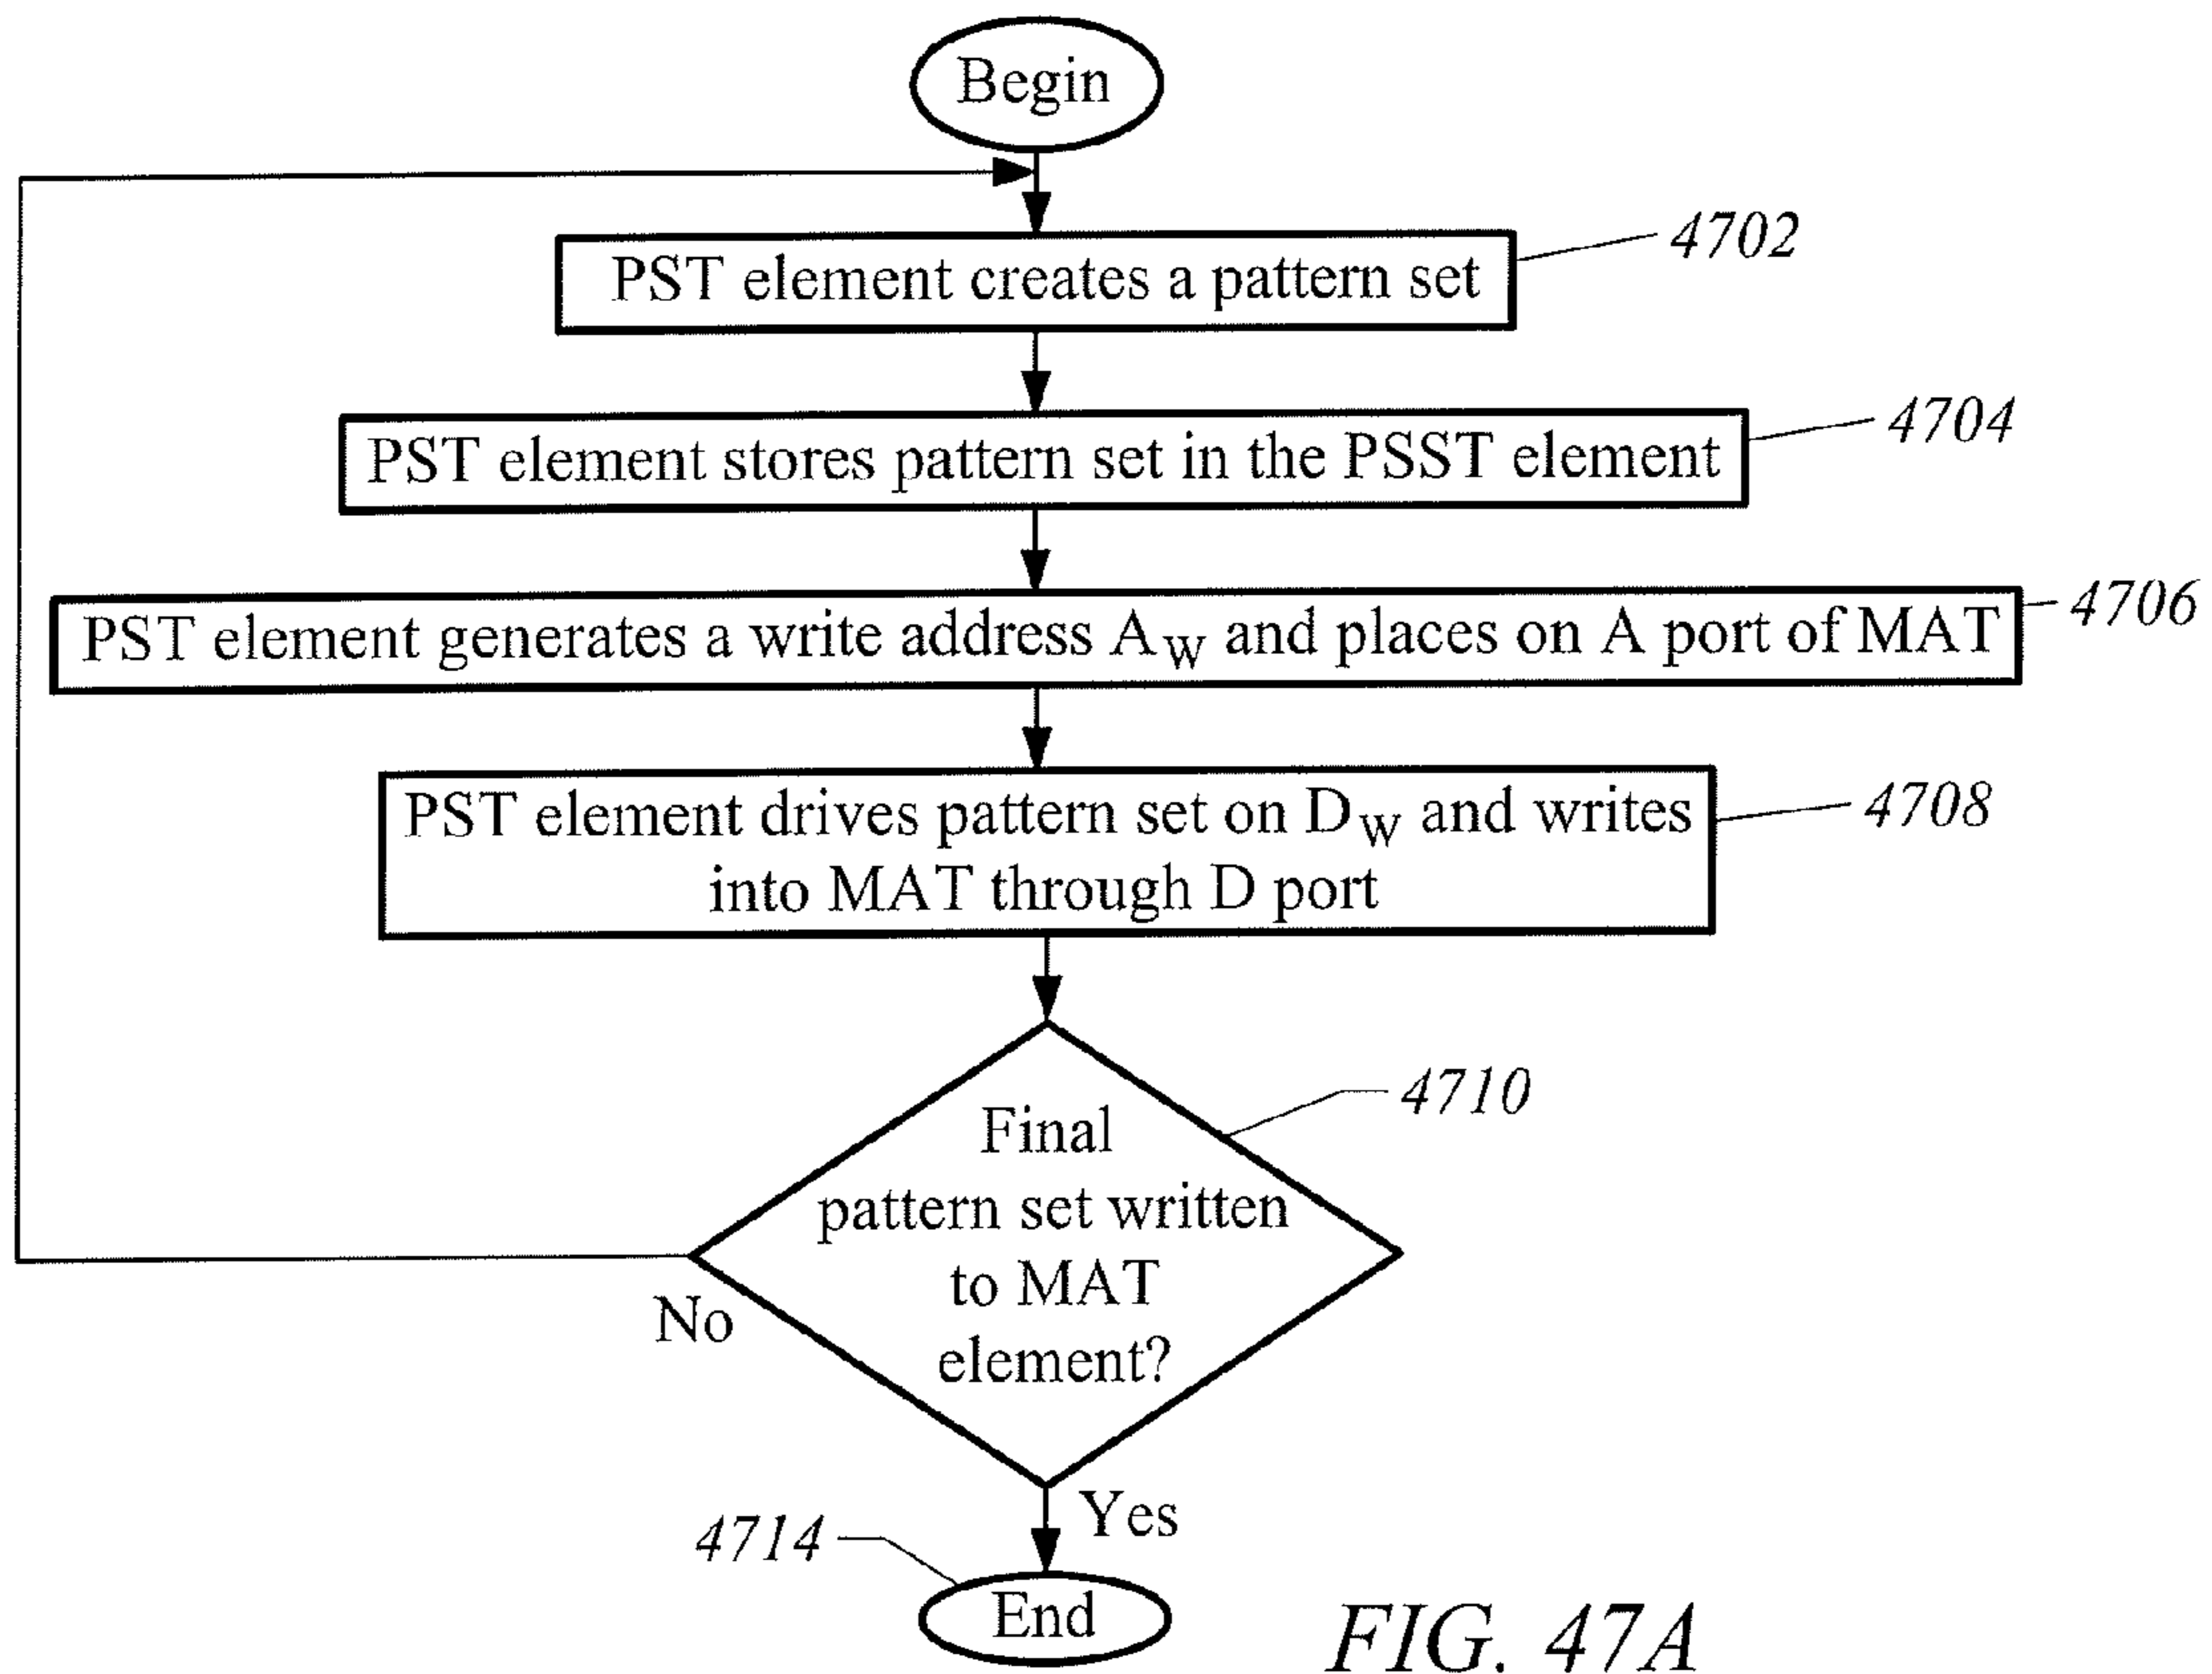 Begin
PST element creates a pattern set
4702
PST element stores pattern set in the PSST element
4704
PST element generates a write address AW and places on A port of MAT
4706
PST element drives pattern set on DW and writes
into MAT through D port
4708
Final
pattern set written
to MAT
element?
4710
No
Yes
4714
End
FIG. 47A